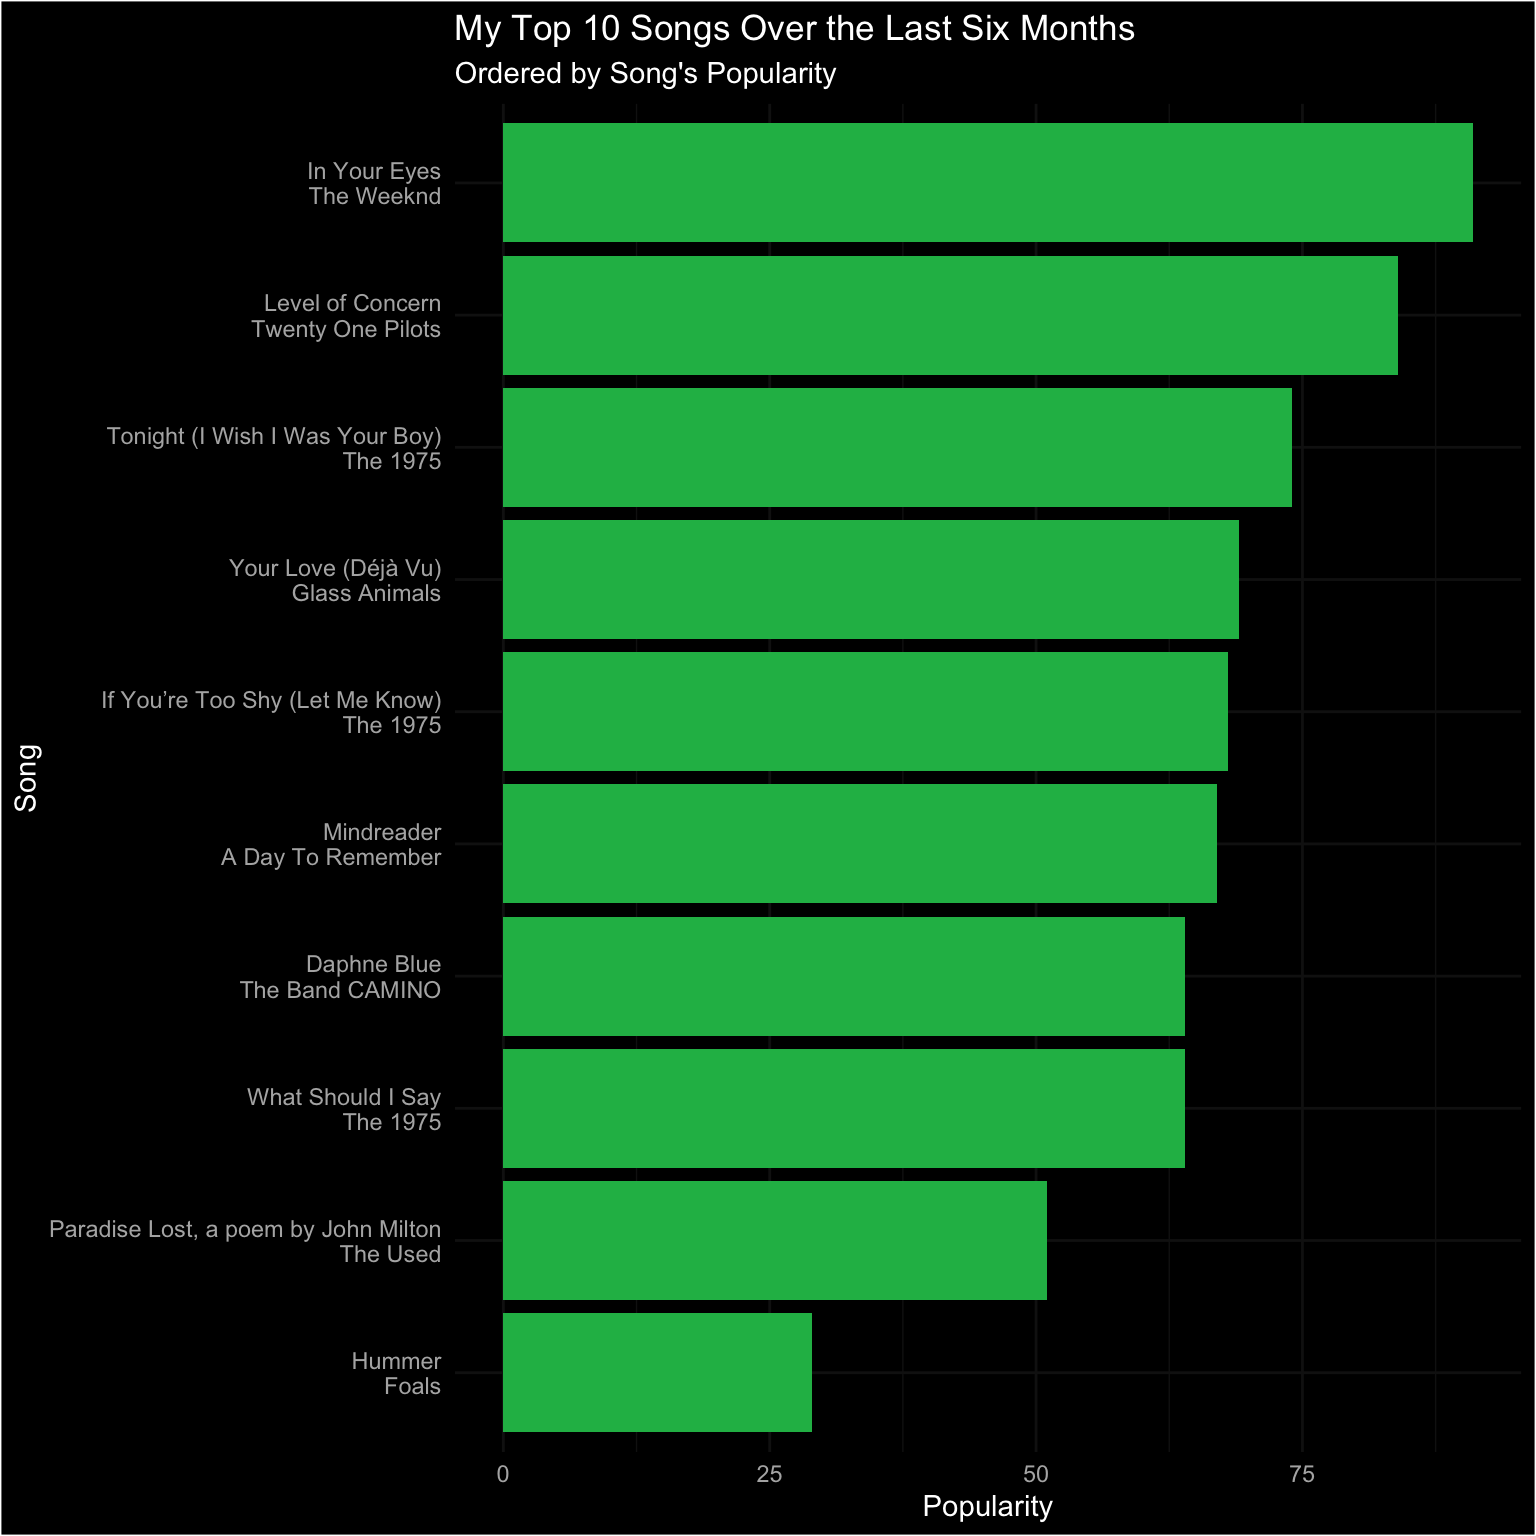 My Top 10 Songs Over the Last Six Months
Ordered by Song's Popularity
In Your Eyes
The Weeknd
Level of Concern
Twenty One Pilots
Tonight (I Wish I Was Your Boy)
The 1975
Your Love (Déjà Vu)
Glass Animals
If You’re Too Shy (Let Me Know)
The 1975
Mindreader
A Day To Remember
Daphne Blue
The Band CAMINO
What Should I Say
The 1975
Paradise Lost, a poem by John Milton
The Used
Hummer
Foals
Song
0
25
50
75
Popularity